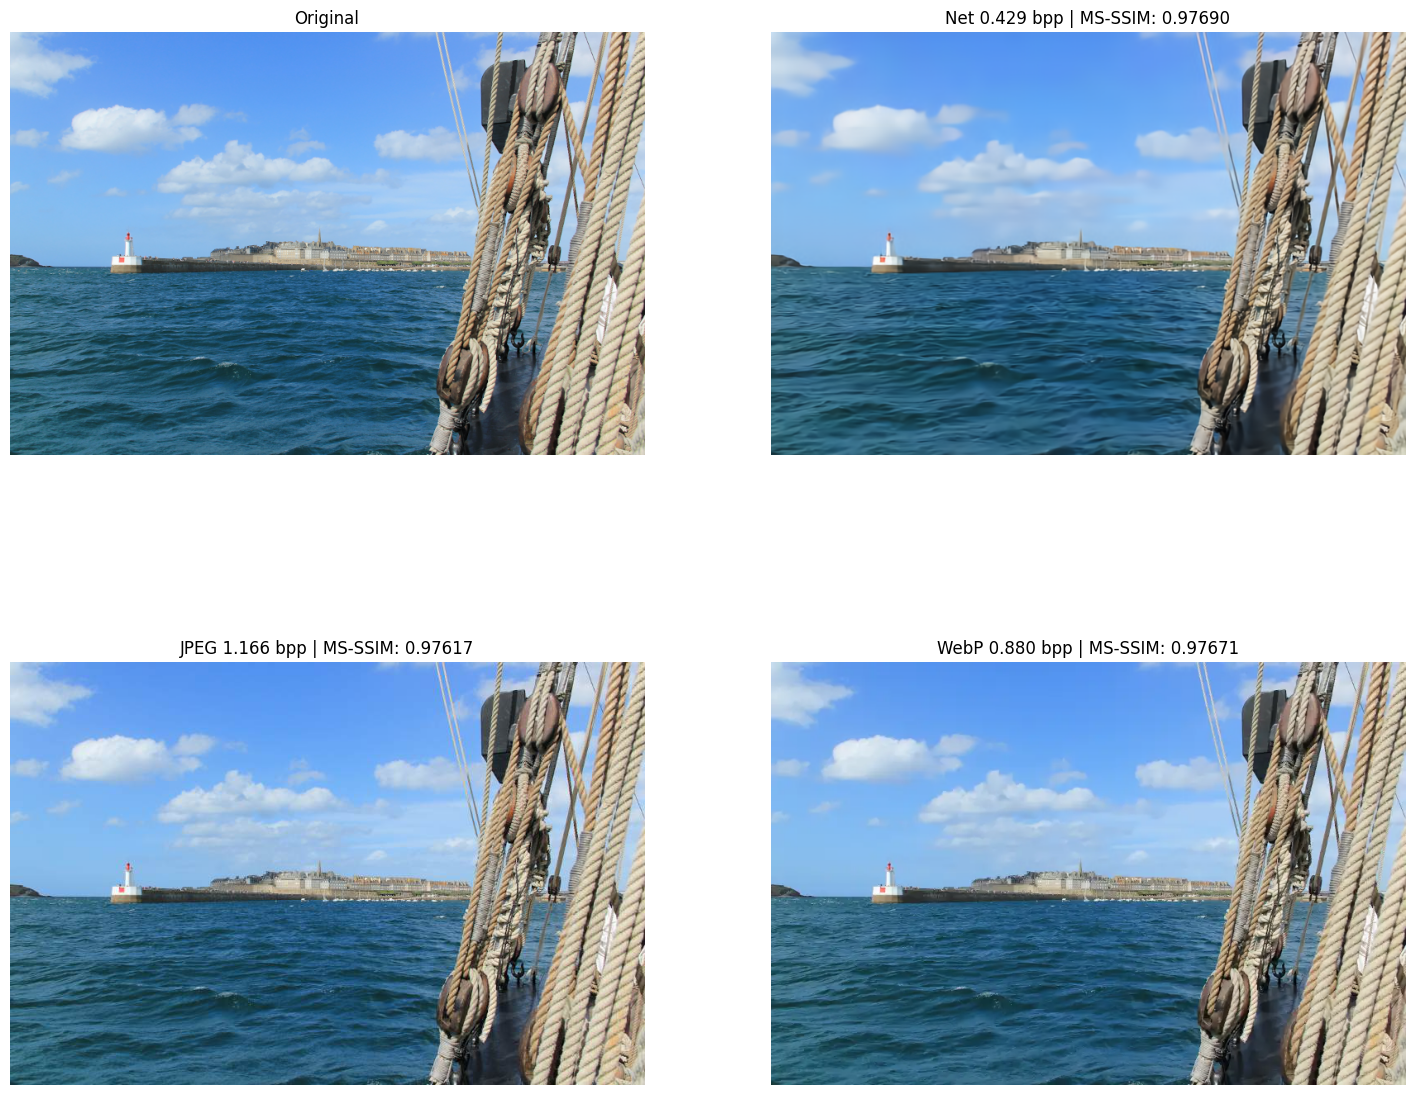 Original
Net 0.429 bpp | MS-SSIM: 0.97690
JPEG 1.166 bpp | MS-SSIM: 0.97617
WebP 0.880 bpp | MS-SSIM: 0.97671